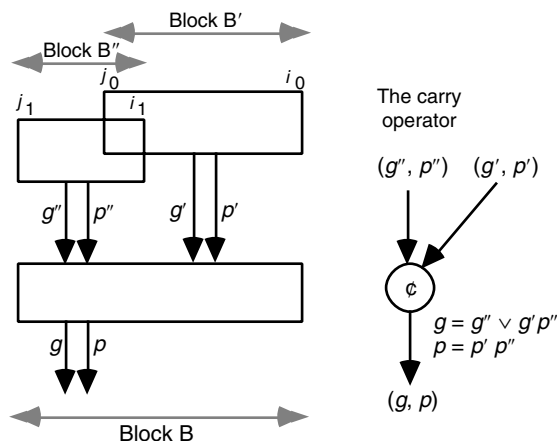 Block B′
Block B″
j0 i0
j1 i1
g″ p″ g′ p′
g p
Block B
The carry
operator
(g″, p″) (g′, p′)
¢
g = g″ ∨ g′p″
p = p′ p″
(g, p)